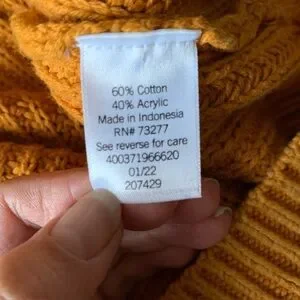 60% Cotton
40% Acrylic
Made in Indonesia
RN# 73277
See reverse for care
400371966620
01/22
207429